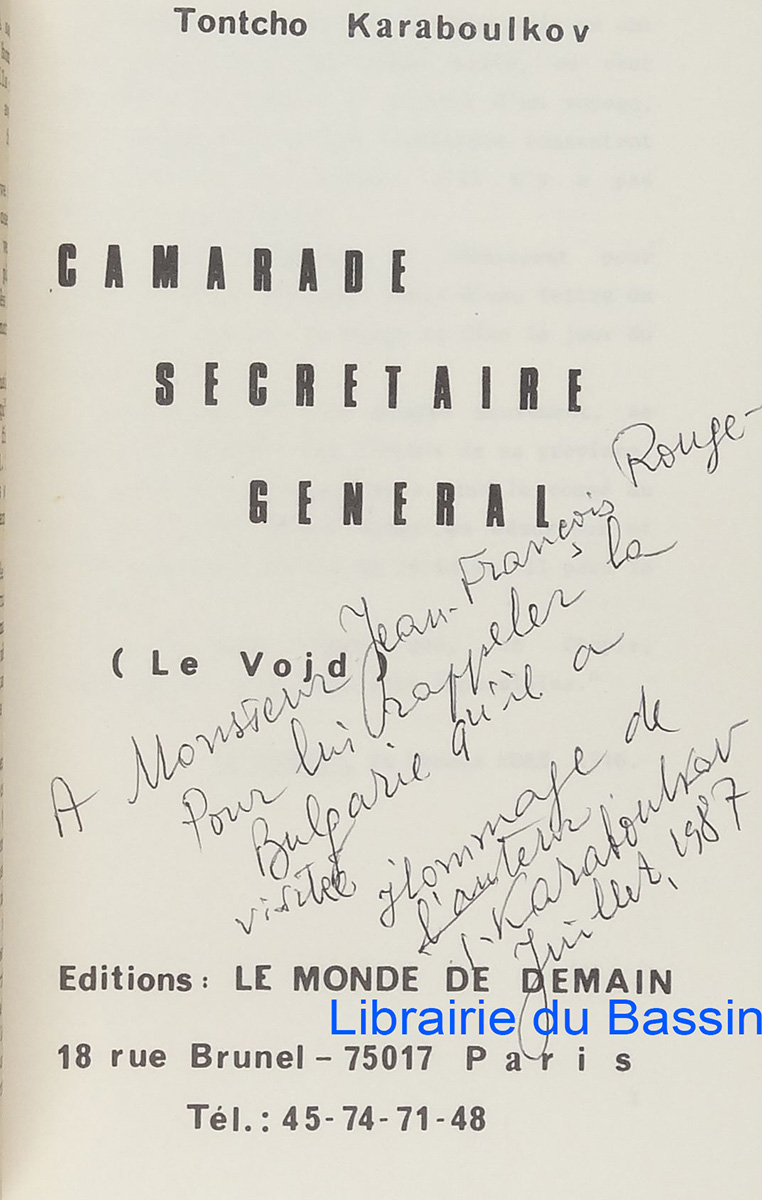 Tontcho Karaboulkov
CAMARADE
SECRETAIRE
GENERAL
(Le Vojd)
A Monsieur Jean-François Rouge-
Pour lui rappeler la
Bulgarie qu'il a
visitée
Hommage de
l'auteur
T. Karaboulkov
Juillet, 1987
Editions: LE MONDE DE DEMAIN
Librairie du Bassin
18 rue Brunel - 75017 Paris
Tél.: 45-74-71-48